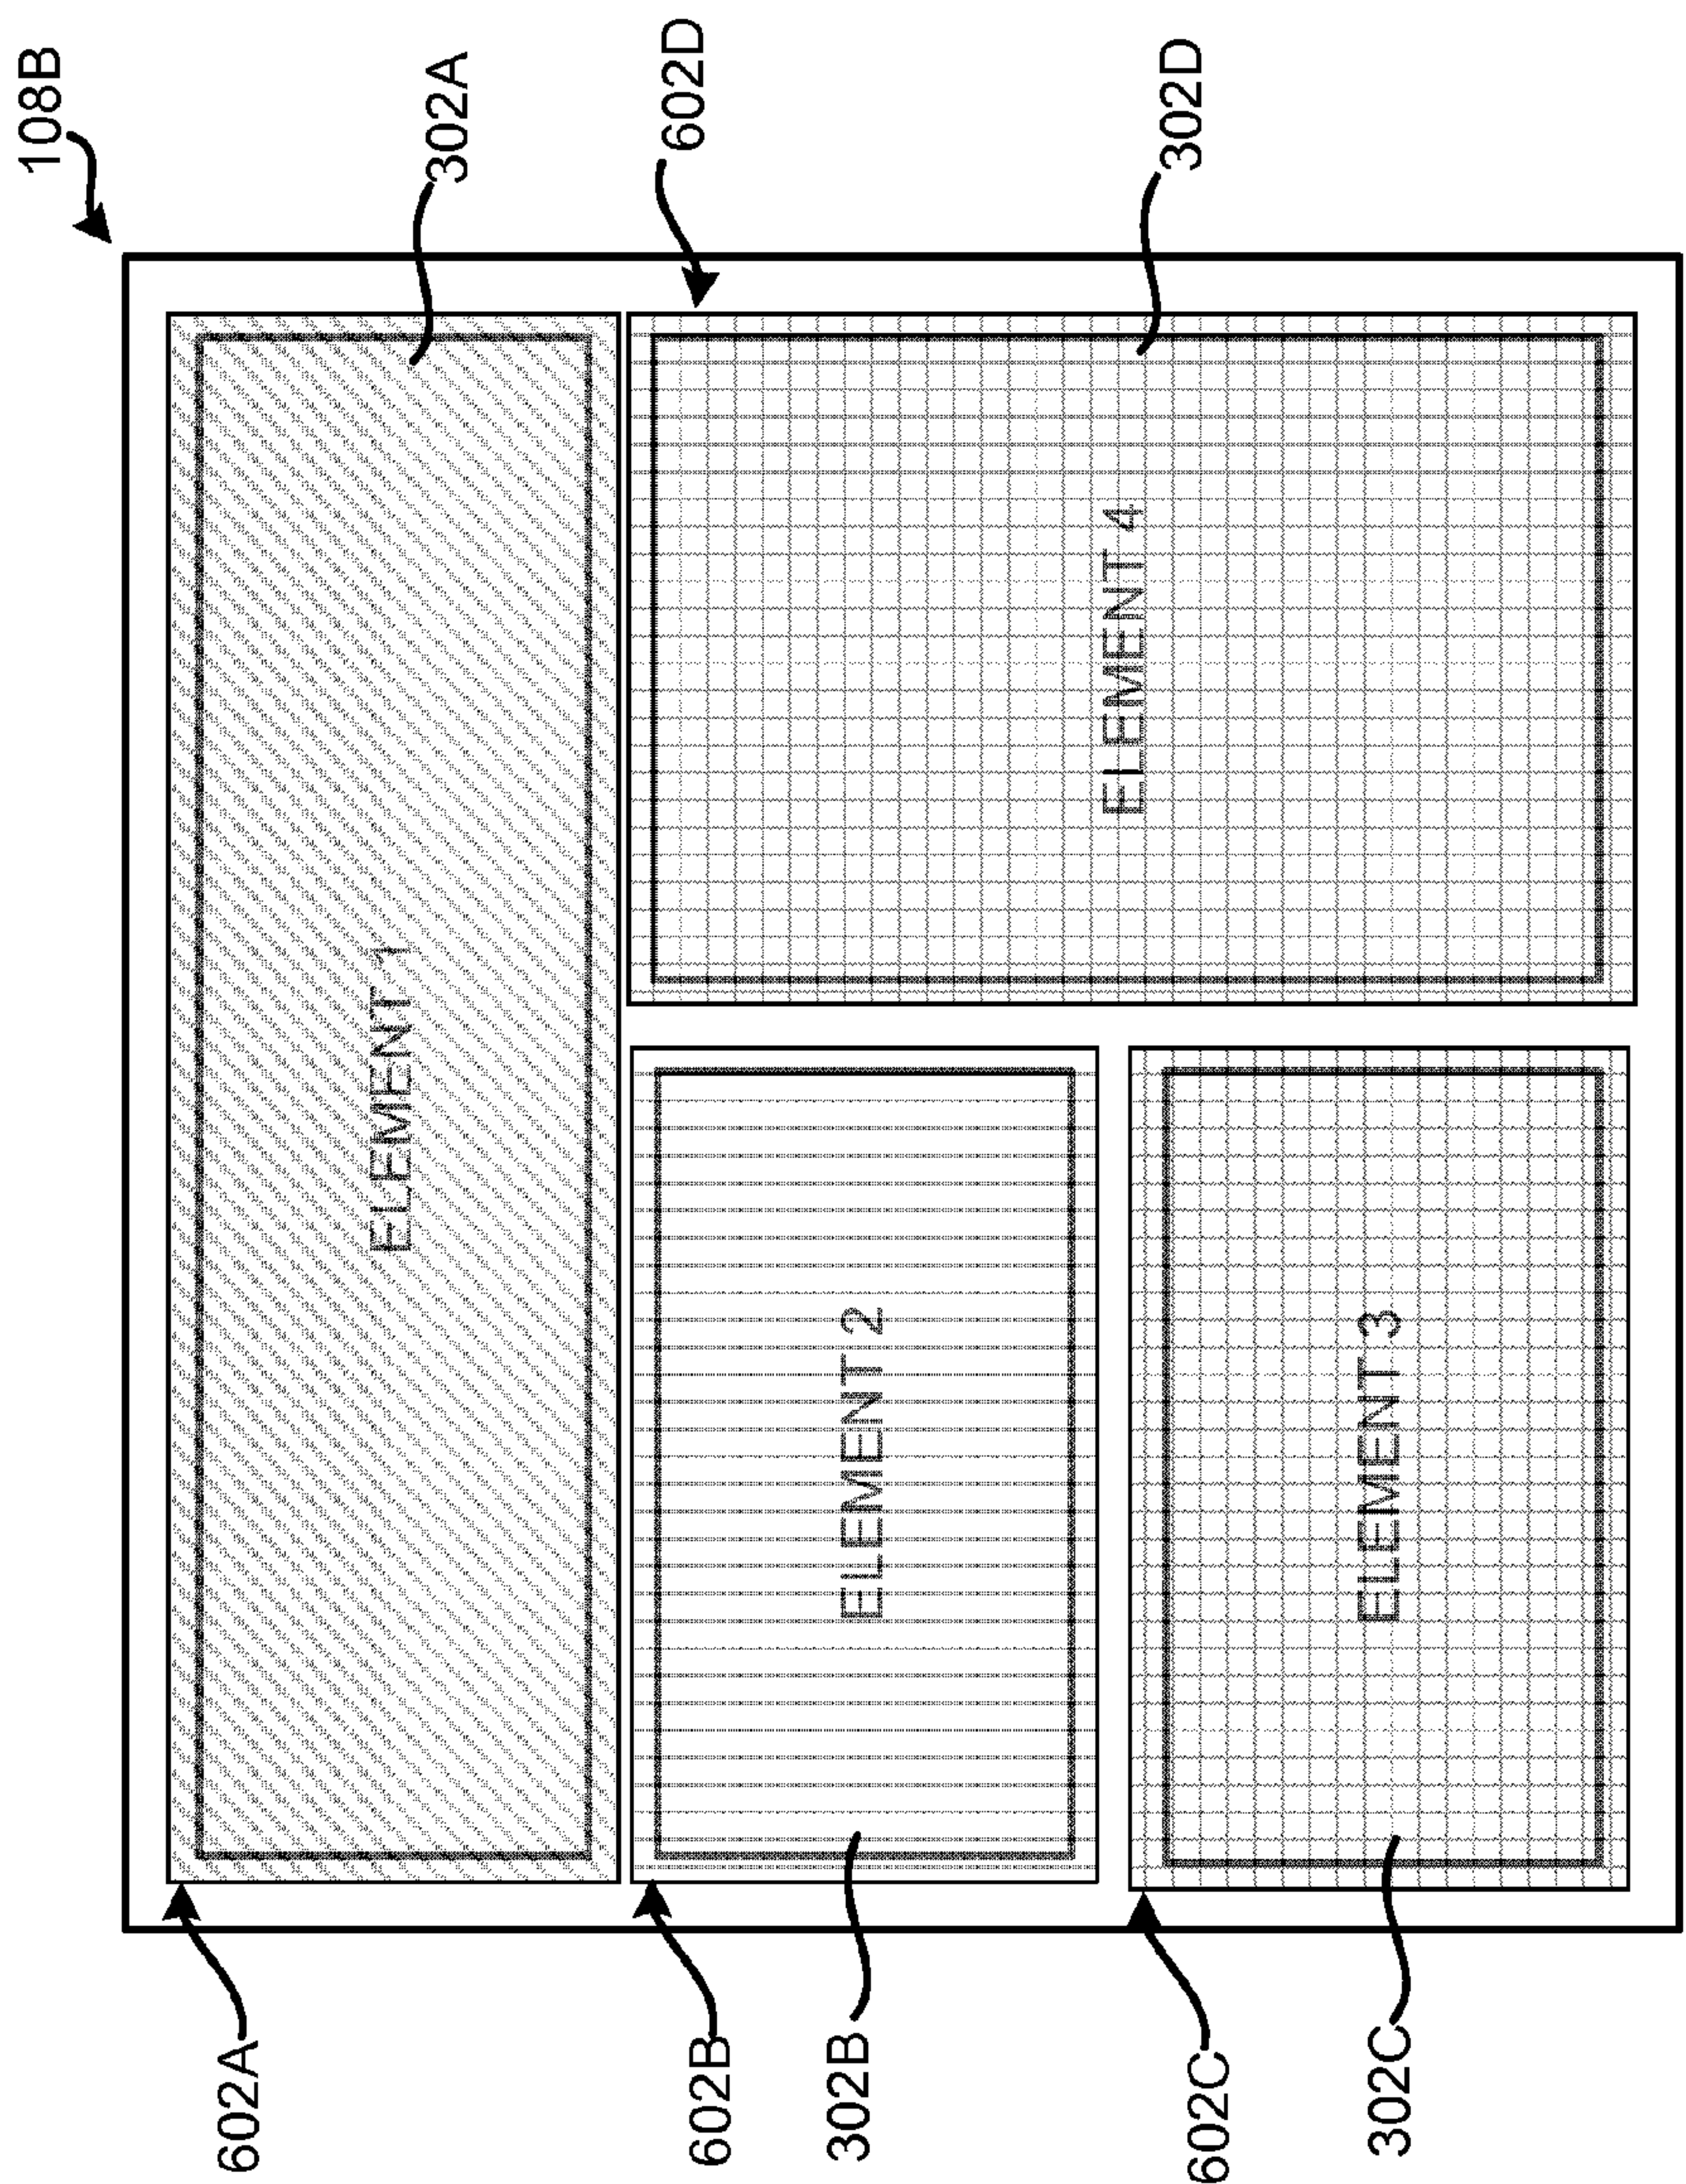 108B
602A
ELEMENT 1
302A
602B
602D
302B
ELEMENT 2
ELEMENT 4
302D
602C
ELEMENT 3
302C